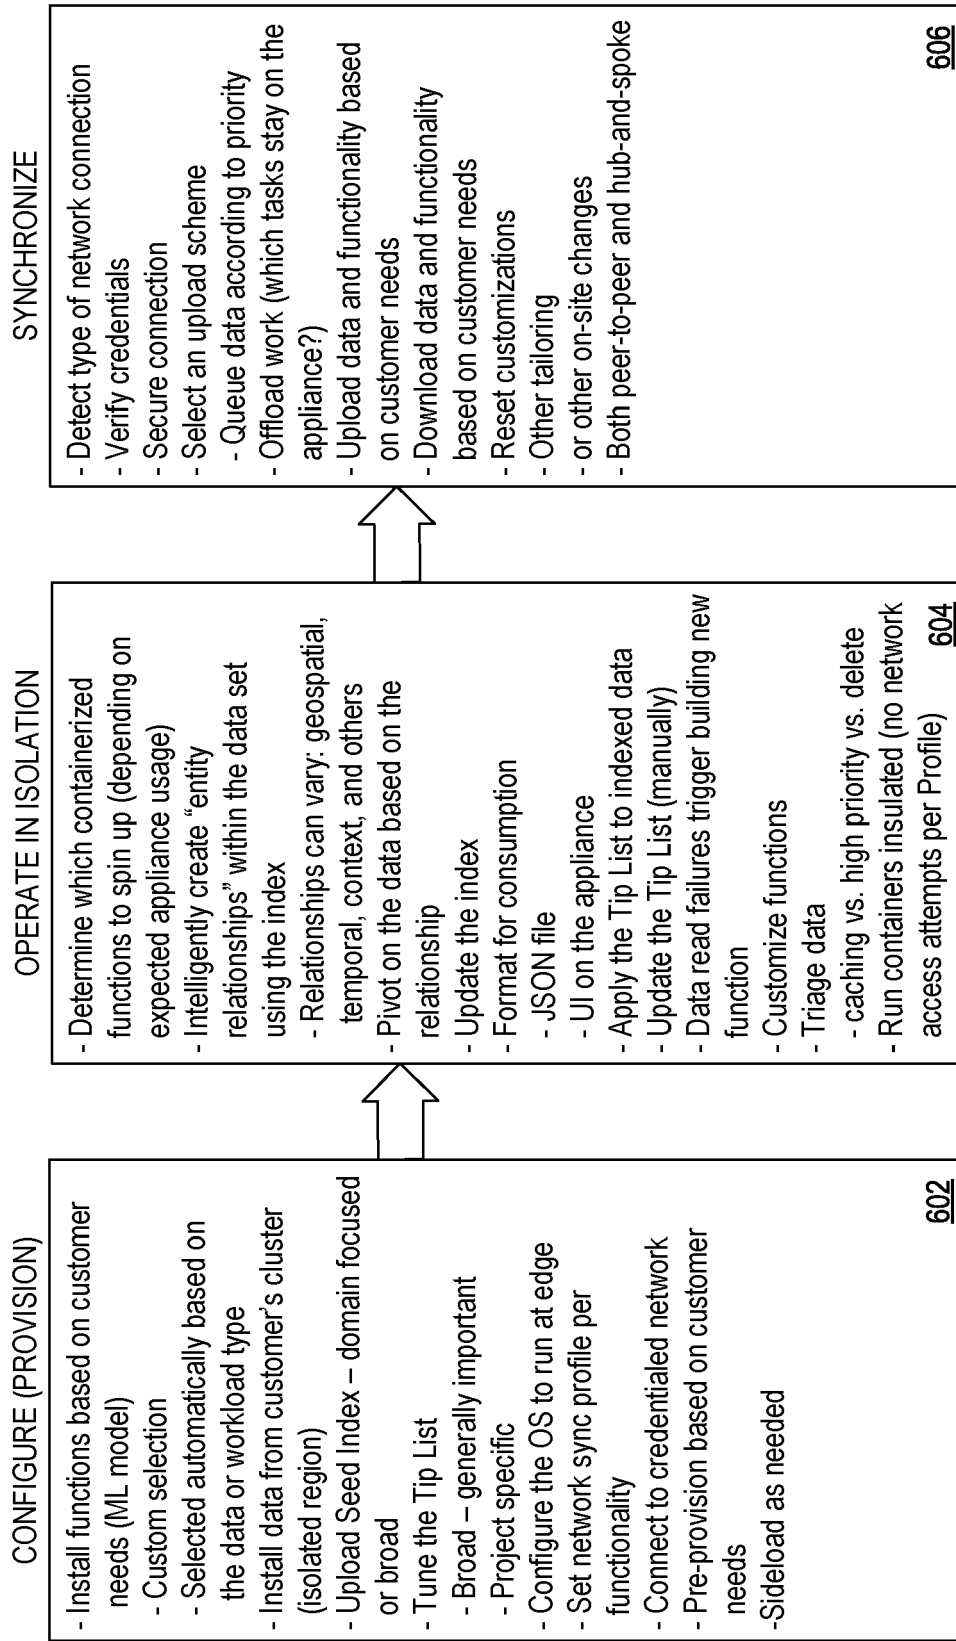 CONFIGURE (PROVISION)
- Install functions based on customer
needs (ML model)
- Custom selection
- Selected automatically based on
the data or workload type
- Install data from customer's cluster
(isolated region)
- Upload Seed Index – domain focused
or broad
- Tune the Tip List
- Broad – generally important
- Project specific
- Configure the OS to run at edge
- Set network sync profile per
functionality
- Connect to credentialed network
- Pre-provision based on customer
needs
-Sideload as needed
602
OPERATE IN ISOLATION
- Determine which containerized
functions to spin up (depending on
expected appliance usage)
- Intelligently create “entity
relationships” within the data set
using the index
- Relationships can vary: geospatial,
temporal, context, and others
- Pivot on the data based on the
relationship
- Update the index
- Format for consumption
- JSON file
- UI on the appliance
- Apply the Tip List to indexed data
- Update the Tip List (manually)
- Data read failures trigger building new
function
- Customize functions
- Triage data
- caching vs. high priority vs. delete
- Run containers insulated (no network
access attempts per Profile)
604
SYNCHRONIZE
- Detect type of network connection
- Verify credentials
- Secure connection
- Select an upload scheme
- Queue data according to priority
- Offload work (which tasks stay on the
appliance?)
- Upload data and functionality based
on customer needs
- Download data and functionality
based on customer needs
- Reset customizations
- Other tailoring
- or other on-site changes
- Both peer-to-peer and hub-and-spoke
606